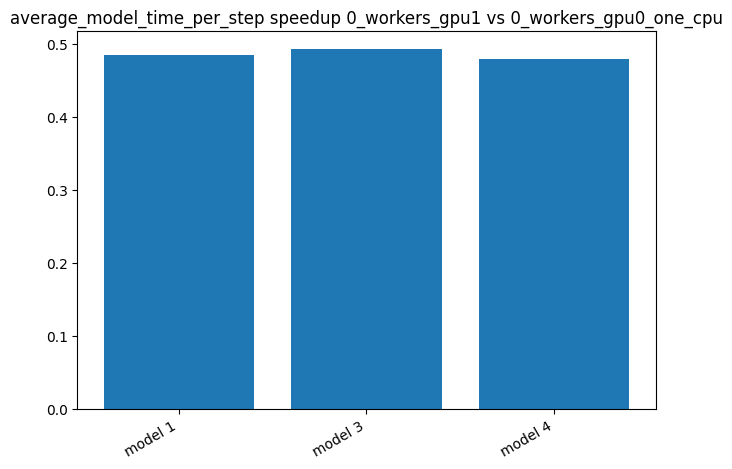 average_model_time_per_step speedup 0_workers_gpu1 vs 0_workers_gpu0_one_cpu
0.5
0.4
0.3
0.2
0.1
0.0
model 1
model 3
model 4